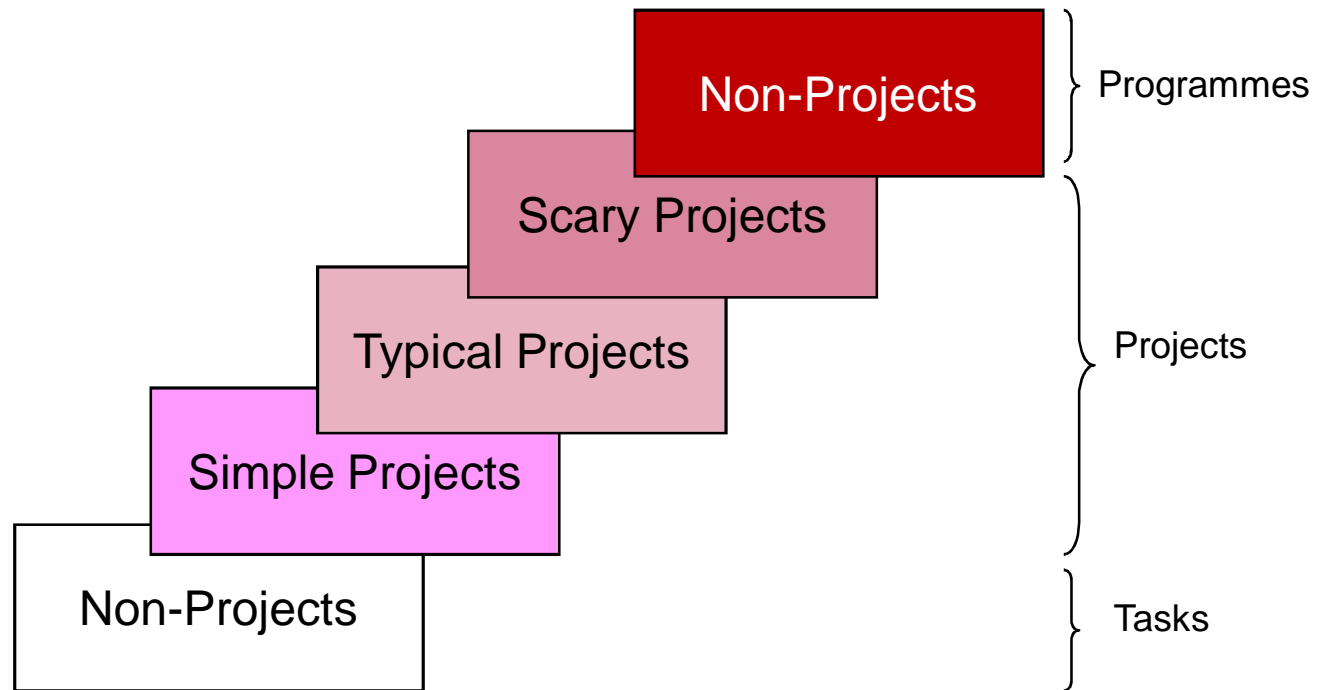 Non-Projects
Programmes
Scary Projects
Typical Projects
Projects
Simple Projects
Non-Projects
Tasks